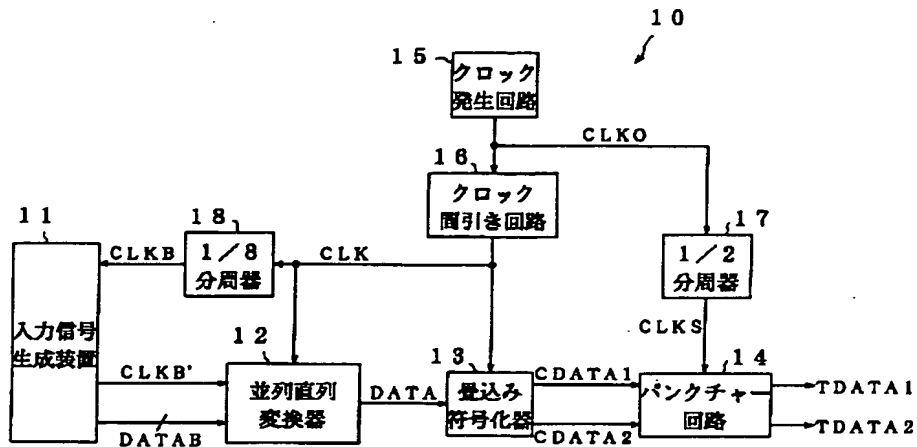 10
15
クロック
発生回路
CLKO
16
クロック
間引き回路
11
18
17
1/8
分周器
1/2
分周器
CLKB
CLK
CLKS
入力信号
生成装置
12
13
14
CLKB'
並列直列
変換器
DATA
畳込み
符号化器
CDATA1
パンクチャー
回路
TDATA1
DATAB
CDATA2
TDATA2